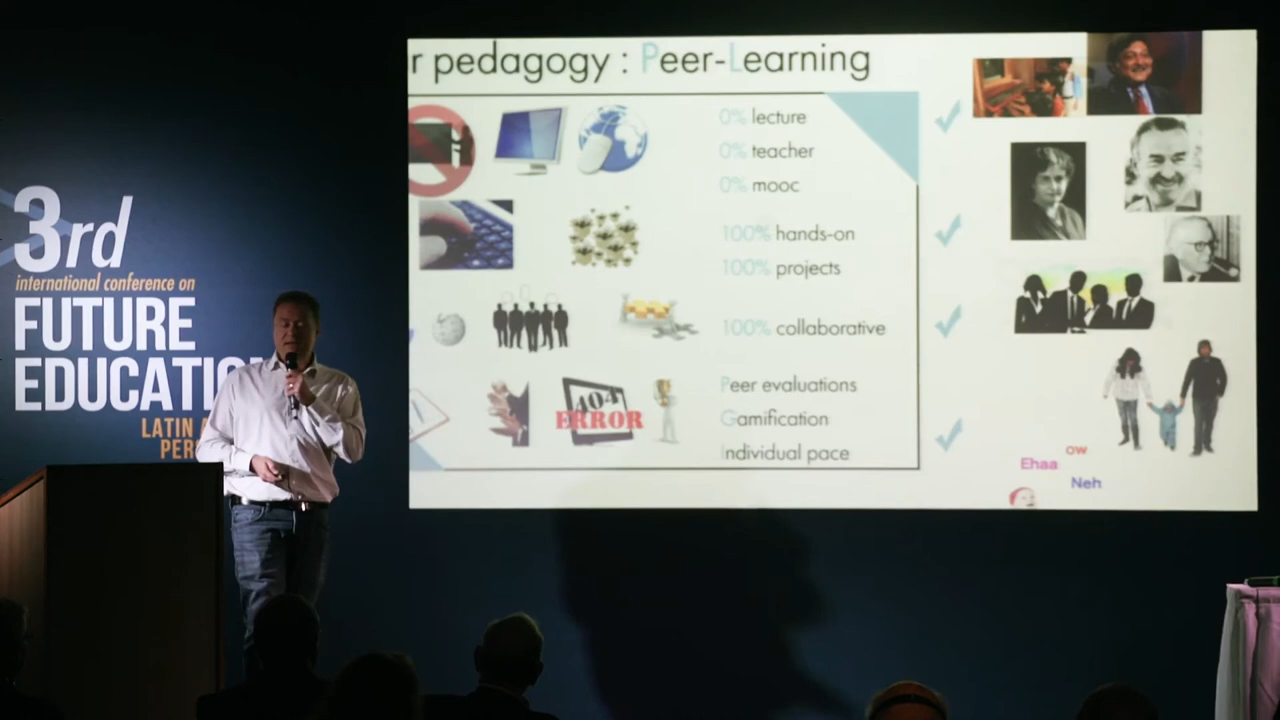 3rd
international conference on
FUTURE
EDUCATIO
LATIN A
PER
r pedagogy : Peer-Learning
0% lecture
0% teacher
0% mooc
100% hands-on
100% projects
100% collaborative
404
ERROR
Peer evaluations
Gamification
Individual pace
ow
Ehaa
Neh